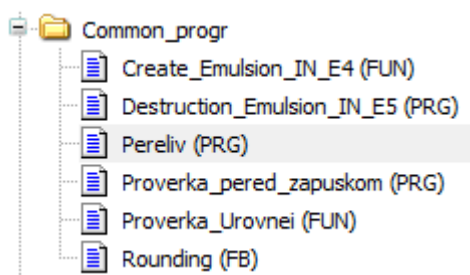 Common_progr
Create_Emulsion_IN_E4 (FUN)
Destruction_Emulsion_IN_E5 (PRG)
Pereliv (PRG)
Proverka_pered_zapuskom (PRG)
Proverka_Urovnei (FUN)
Rounding (FB)